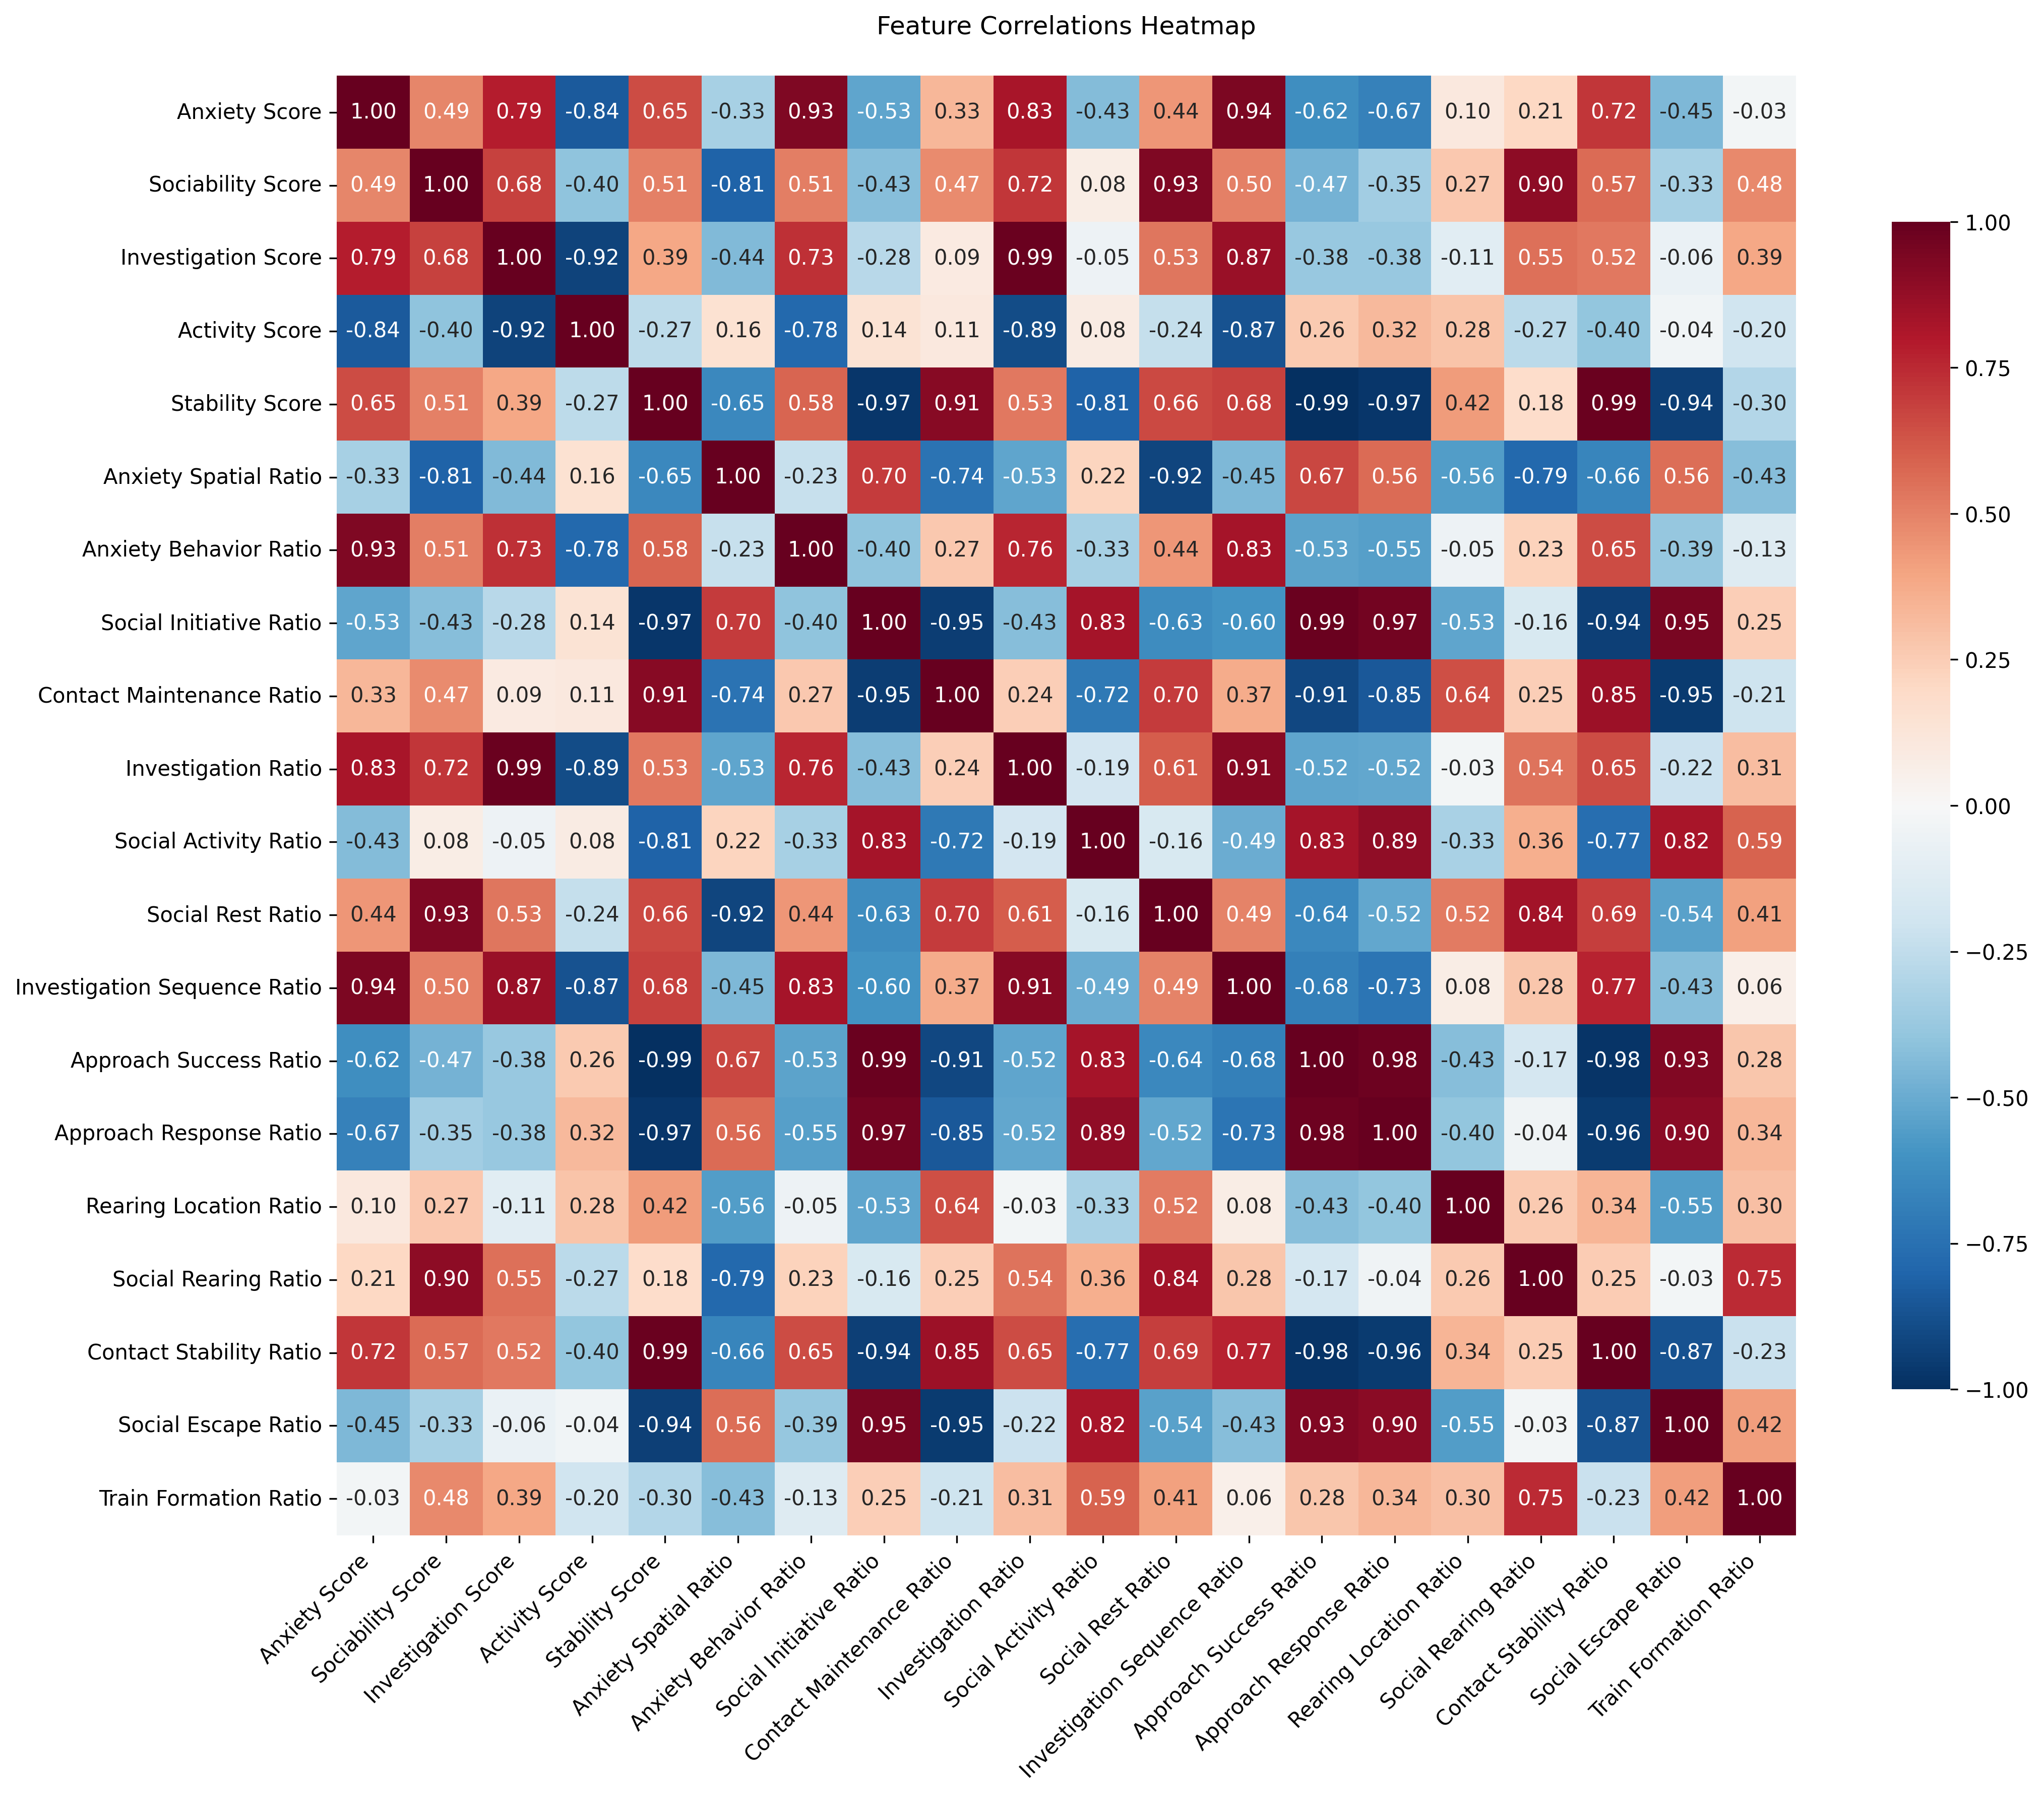 Feature Correlations Heatmap
Anxiety Score 1.00 0.49 0.79 -0.84 0.65 -0.33 0.93 -0.53 0.33 0.83 -0.43 0.44 0.94 -0.62 -0.67 0.10 0.21 0.72 -0.45 -0.03
Sociability Score 0.49 1.00 0.68 -0.40 0.51 -0.81 0.51 -0.43 0.47 0.72 0.08 0.93 0.50 -0.47 -0.35 0.27 0.90 0.57 -0.33 0.48
Investigation Score 0.79 0.68 1.00 -0.92 0.39 -0.44 0.73 -0.28 0.09 0.99 -0.05 0.53 0.87 -0.38 -0.38 -0.11 0.55 0.52 -0.06 0.39
Activity Score -0.84 -0.40 -0.92 1.00 -0.27 0.16 -0.78 0.14 0.11 -0.89 0.08 -0.24 -0.87 0.26 0.32 0.28 -0.27 -0.40 -0.04 -0.20
Stability Score 0.65 0.51 0.39 -0.27 1.00 -0.65 0.58 -0.97 0.91 0.53 -0.81 0.66 0.68 -0.99 -0.97 0.42 0.18 0.99 -0.94 -0.30
Anxiety Spatial Ratio -0.33 -0.81 -0.44 0.16 -0.65 1.00 -0.23 0.70 -0.74 -0.53 0.22 -0.92 -0.45 0.67 0.56 -0.56 -0.79 -0.66 0.56 -0.43
Anxiety Behavior Ratio 0.93 0.51 0.73 -0.78 0.58 -0.23 1.00 -0.40 0.27 0.76 -0.33 0.44 0.83 -0.53 -0.55 -0.05 0.23 0.65 -0.39 -0.13
Social Initiative Ratio -0.53 -0.43 -0.28 0.14 -0.97 0.70 -0.40 1.00 -0.95 -0.43 0.83 -0.63 -0.60 0.99 0.97 -0.53 -0.16 -0.94 0.95 0.25
Contact Maintenance Ratio 0.33 0.47 0.09 0.11 0.91 -0.74 0.27 -0.95 1.00 0.24 -0.72 0.70 0.37 -0.91 -0.85 0.64 0.25 0.85 -0.95 -0.21
Investigation Ratio 0.83 0.72 0.99 -0.89 0.53 -0.53 0.76 -0.43 0.24 1.00 -0.19 0.61 0.91 -0.52 -0.52 -0.03 0.54 0.65 -0.22 0.31
Social Activity Ratio -0.43 0.08 -0.05 0.08 -0.81 0.22 -0.33 0.83 -0.72 -0.19 1.00 -0.16 -0.49 0.83 0.89 -0.33 0.36 -0.77 0.82 0.59
Social Rest Ratio 0.44 0.93 0.53 -0.24 0.66 -0.92 0.44 -0.63 0.70 0.61 -0.16 1.00 0.49 -0.64 -0.52 0.52 0.84 0.69 -0.54 0.41
Investigation Sequence Ratio 0.94 0.50 0.87 -0.87 0.68 -0.45 0.83 -0.60 0.37 0.91 -0.49 0.49 1.00 -0.68 -0.73 0.08 0.28 0.77 -0.43 0.06
Approach Success Ratio -0.62 -0.47 -0.38 0.26 -0.99 0.67 -0.53 0.99 -0.91 -0.52 0.83 -0.64 -0.68 1.00 0.98 -0.43 -0.17 -0.98 0.93 0.28
Approach Response Ratio -0.67 -0.35 -0.38 0.32 -0.97 0.56 -0.55 0.97 -0.85 -0.52 0.89 -0.52 -0.73 0.98 1.00 -0.40 -0.04 -0.96 0.90 0.34
Rearing Location Ratio 0.10 0.27 -0.11 0.28 0.42 -0.56 -0.05 -0.53 0.64 -0.03 -0.33 0.52 0.08 -0.43 -0.40 1.00 0.26 0.34 -0.55 0.30
Social Rearing Ratio 0.21 0.90 0.55 -0.27 0.18 -0.79 0.23 -0.16 0.25 0.54 0.36 0.84 0.28 -0.17 -0.04 0.26 1.00 0.25 -0.03 0.75
Contact Stability Ratio 0.72 0.57 0.52 -0.40 0.99 -0.66 0.65 -0.94 0.85 0.65 -0.77 0.69 0.77 -0.98 -0.96 0.34 0.25 1.00 -0.87 -0.23
Social Escape Ratio -0.45 -0.33 -0.06 -0.04 -0.94 0.56 -0.39 0.95 -0.95 -0.22 0.82 -0.54 -0.43 0.93 0.90 -0.55 -0.03 -0.87 1.00 0.42
Train Formation Ratio -0.03 0.48 0.39 -0.20 -0.30 -0.43 -0.13 0.25 -0.21 0.31 0.59 0.41 0.06 0.28 0.34 0.30 0.75 -0.23 0.42 1.00
Anxiety Score
Sociability Score
Investigation Score
Activity Score
Stability Score
Anxiety Spatial Ratio
Anxiety Behavior Ratio
Social Initiative Ratio
Contact Maintenance Ratio
Investigation Ratio
Social Activity Ratio
Social Rest Ratio
Investigation Sequence Ratio
Approach Success Ratio
Approach Response Ratio
Rearing Location Ratio
Social Rearing Ratio
Contact Stability Ratio
Social Escape Ratio
Train Formation Ratio
1.00
0.75
0.50
0.25
0.00
−0.25
−0.50
−0.75
−1.00